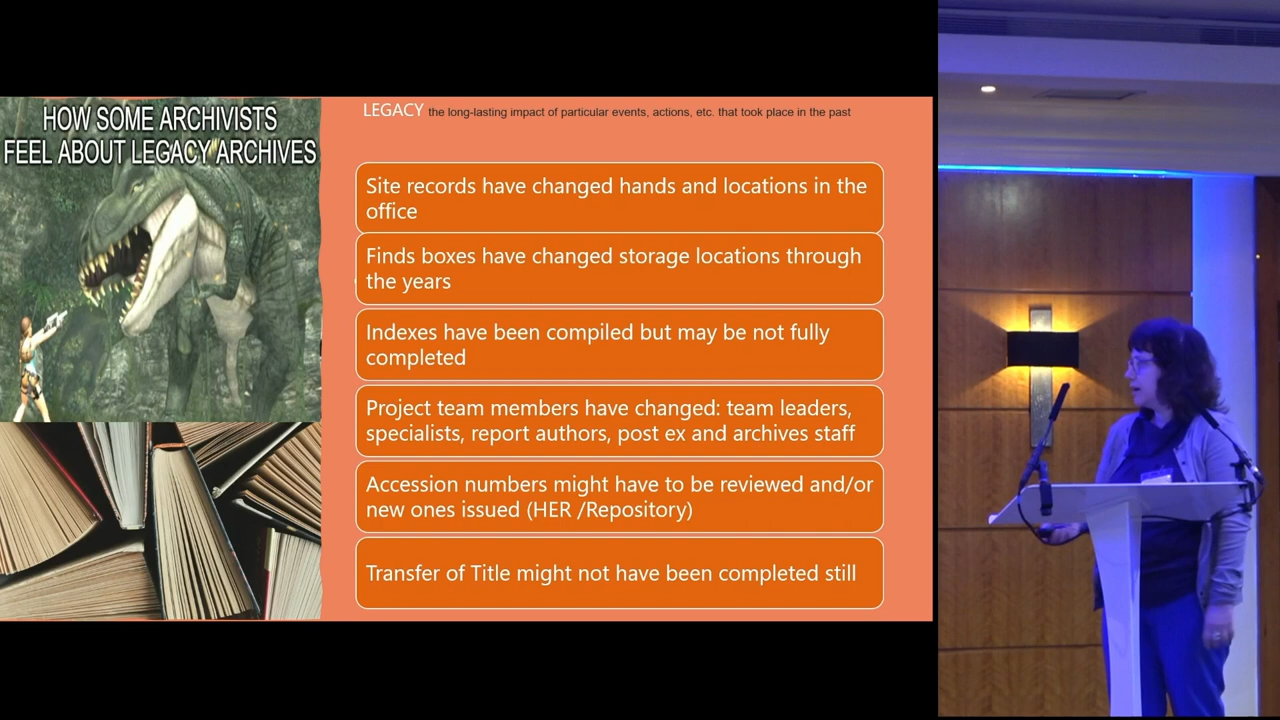 HOW SOME ARCHIVISTS
FEEL ABOUT LEGACY ARCHIVES
LEGACY the long-lasting impact of particular events, actions, etc. that took place in the past
Site records have changed hands and locations in the
office
Finds boxes have changed storage locations through
the years
Indexes have been compiled but may be not fully
completed
Project team members have changed: team leaders,
specialists, report authors, post ex and archives staff
Accession numbers might have to be reviewed and/or
new ones issued (HER /Repository)
Transfer of Title might not have been completed still